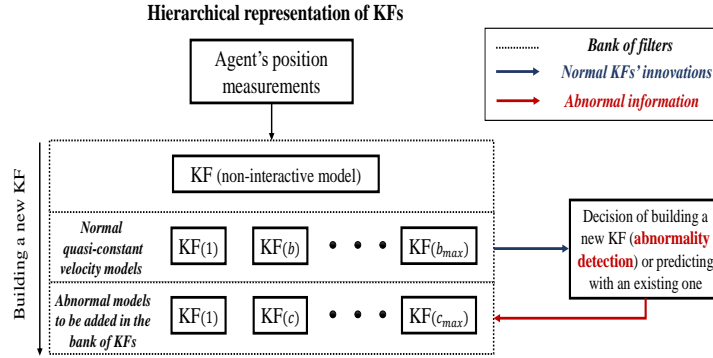 Hierarchical representation of KFs
Agent's position
measurements
Bank of filters
Normal KFs' innovations
Abnormal information
Building a new KF
KF (non-interactive model)
Normal
quasi-constant
velocity models
KF(1) KF(b) • • • KF(bmax)
Abnormal models
to be added in the
bank of KFs
KF(1) KF(c) • • • KF(cmax)
Decision of building a
new KF (abnormality
detection) or predicting
with an existing one